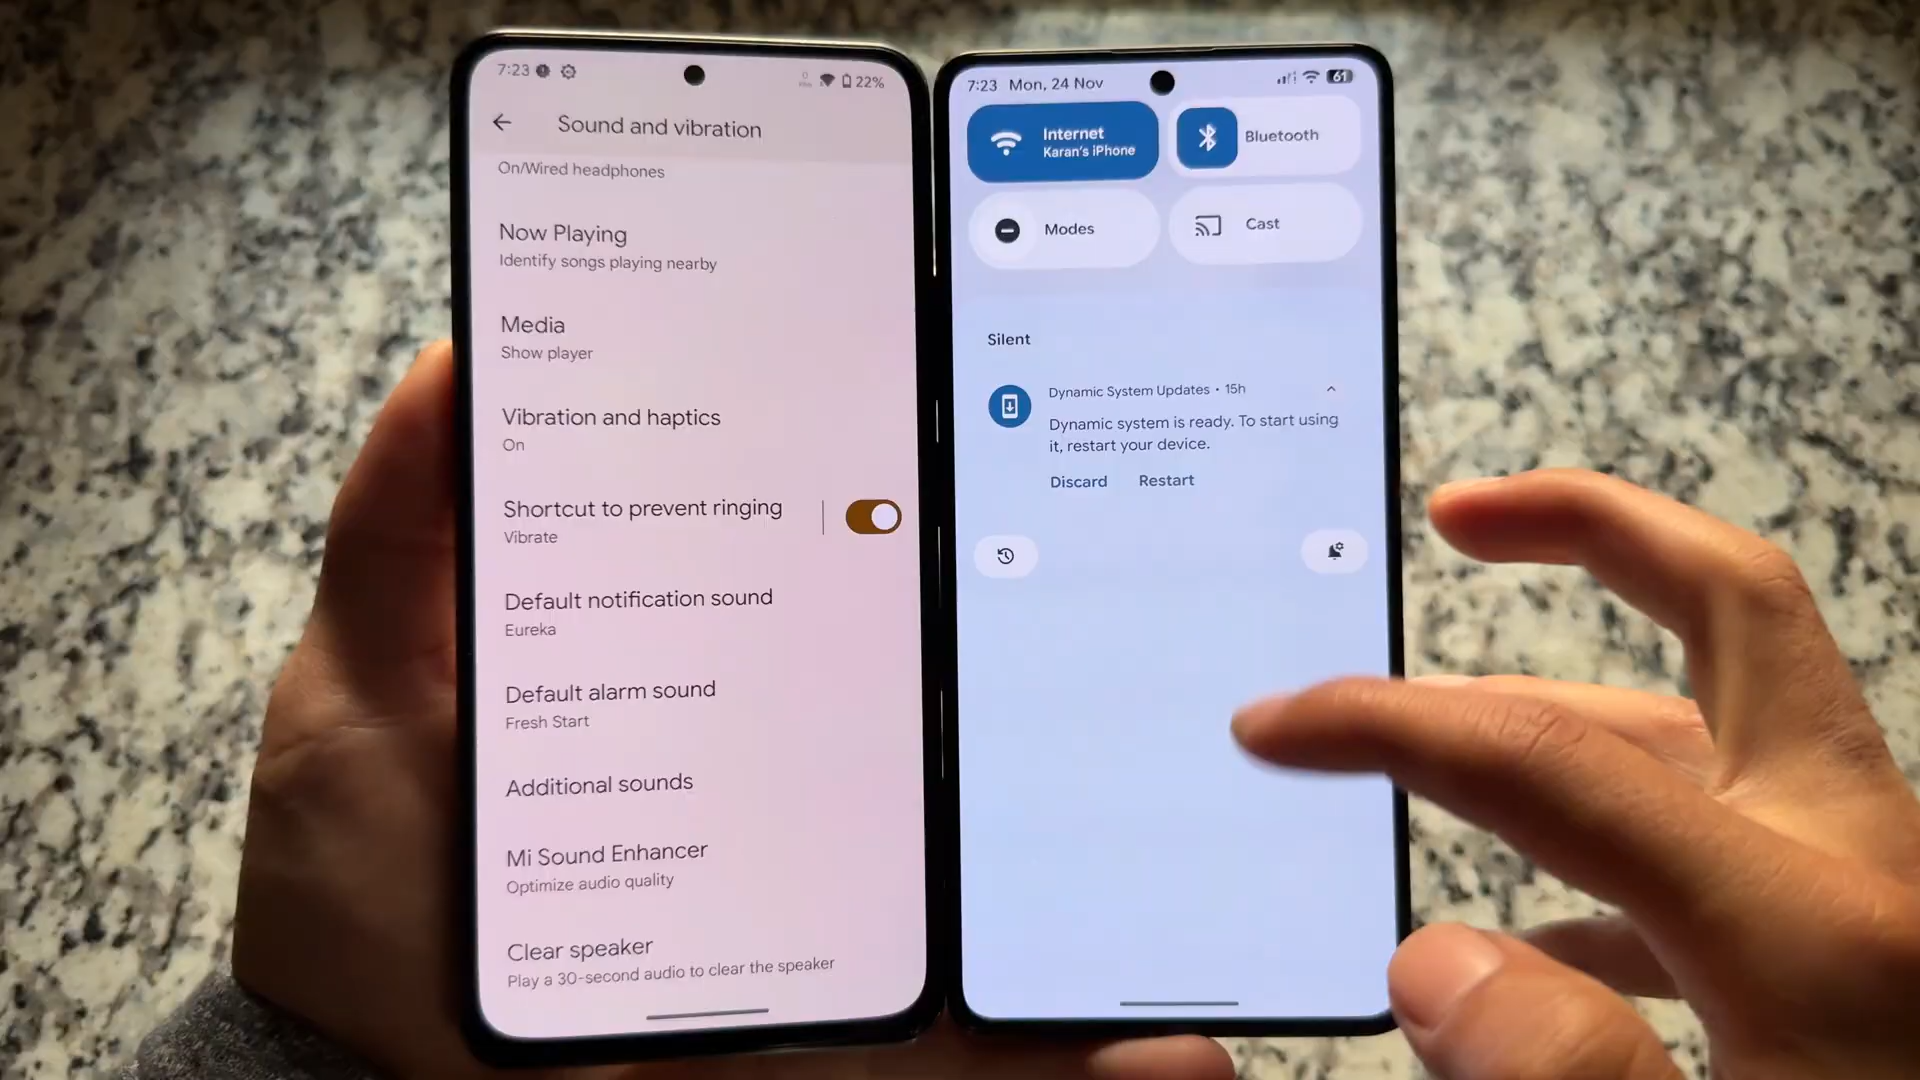 7:23
22%
Sound and vibration
On/Wired headphones
Now Playing
Identify songs playing nearby
Media
Show player
Vibration and haptics
On
Shortcut to prevent ringing
Vibrate
Default notification sound
Eureka
Default alarm sound
Fresh Start
Additional sounds
Mi Sound Enhancer
Optimize audio quality
Clear speaker
Play a 30-second audio to clear the speaker
7:23 Mon, 24 Nov
61
Internet
Karan's iPhone
Bluetooth
Modes
Cast
Silent
Dynamic System Updates • 15h
Dynamic system is ready. To start using
it, restart your device.
Discard Restart